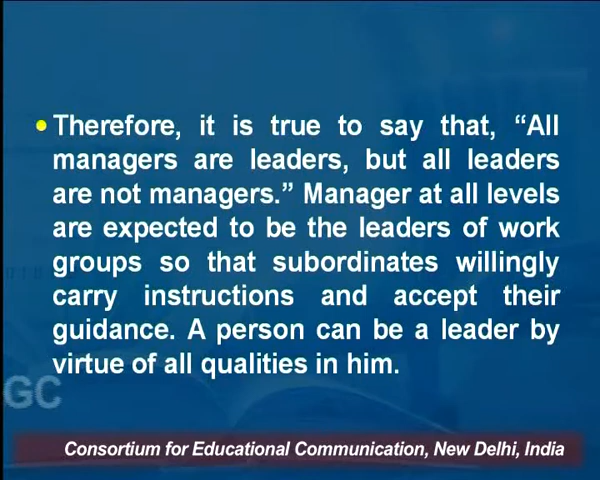 • Therefore, it is true to say that, “All
managers are leaders, but all leaders
are not managers.” Manager at all levels
are expected to be the leaders of work
groups so that subordinates willingly
carry instructions and accept their
guidance. A person can be a leader by
virtue of all qualities in him.
GC
Consortium for Educational Communication, New Delhi, India